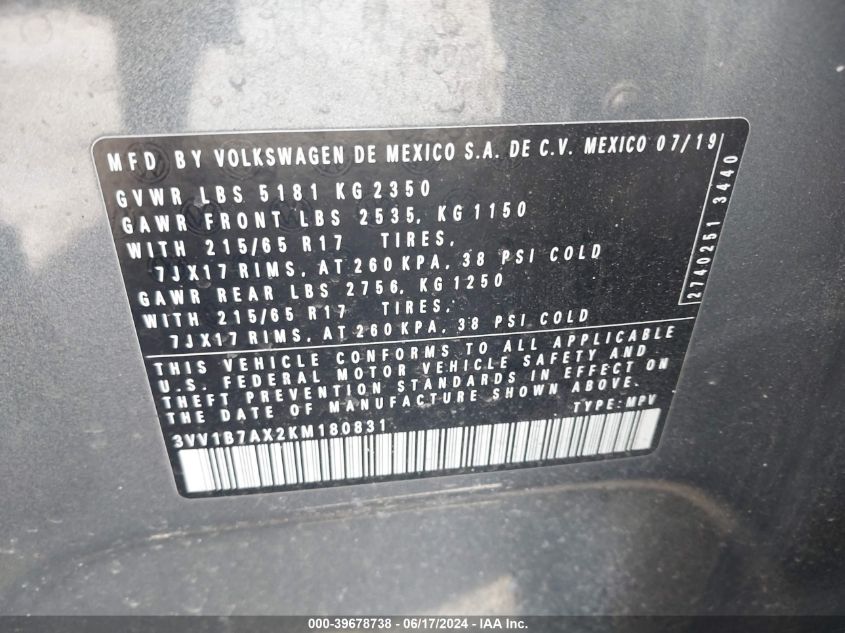 MFD BY VOLKSWAGEN DE MEXICO S.A. DE C.V. MEXICO 07/19
GVWR LBS 5181 KG 2350
GAWR FRONT LBS 2535, KG 1150
WITH 215/65 R17 TIRES,
7JX17 RIMS, AT 260 KPA, 38 PSI COLD
GAWR REAR LBS 2756, KG 1250
WITH 215/65 R17 TIRES,
7JX17 RIMS, AT 260 KPA, 38 PSI COLD
2740251 3440
THIS VEHICLE CONFORMS TO ALL APPLICABLE
U.S. FEDERAL MOTOR VEHICLE SAFETY AND
THEFT PREVENTION STANDARDS IN EFFECT ON
THE DATE OF MANUFACTURE SHOWN ABOVE.
3VV1B7AX2KM180831 TYPE:MPV
000-39678738 - 06/17/2024 - IAA Inc.